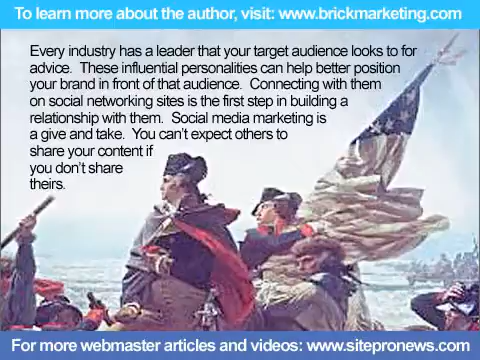 To learn more about the author, visit: www.brickmarketing.com
Every industry has a leader that your target audience looks to for
advice. These influential personalities can help better position
your brand in front of that audience. Connecting with them
on social networking sites is the first step in building a
relationship with them. Social media marketing is
a give and take. You can't expect others to
share your content if
you don't share
theirs.
For more webmaster articles and videos: www.sitepronews.com